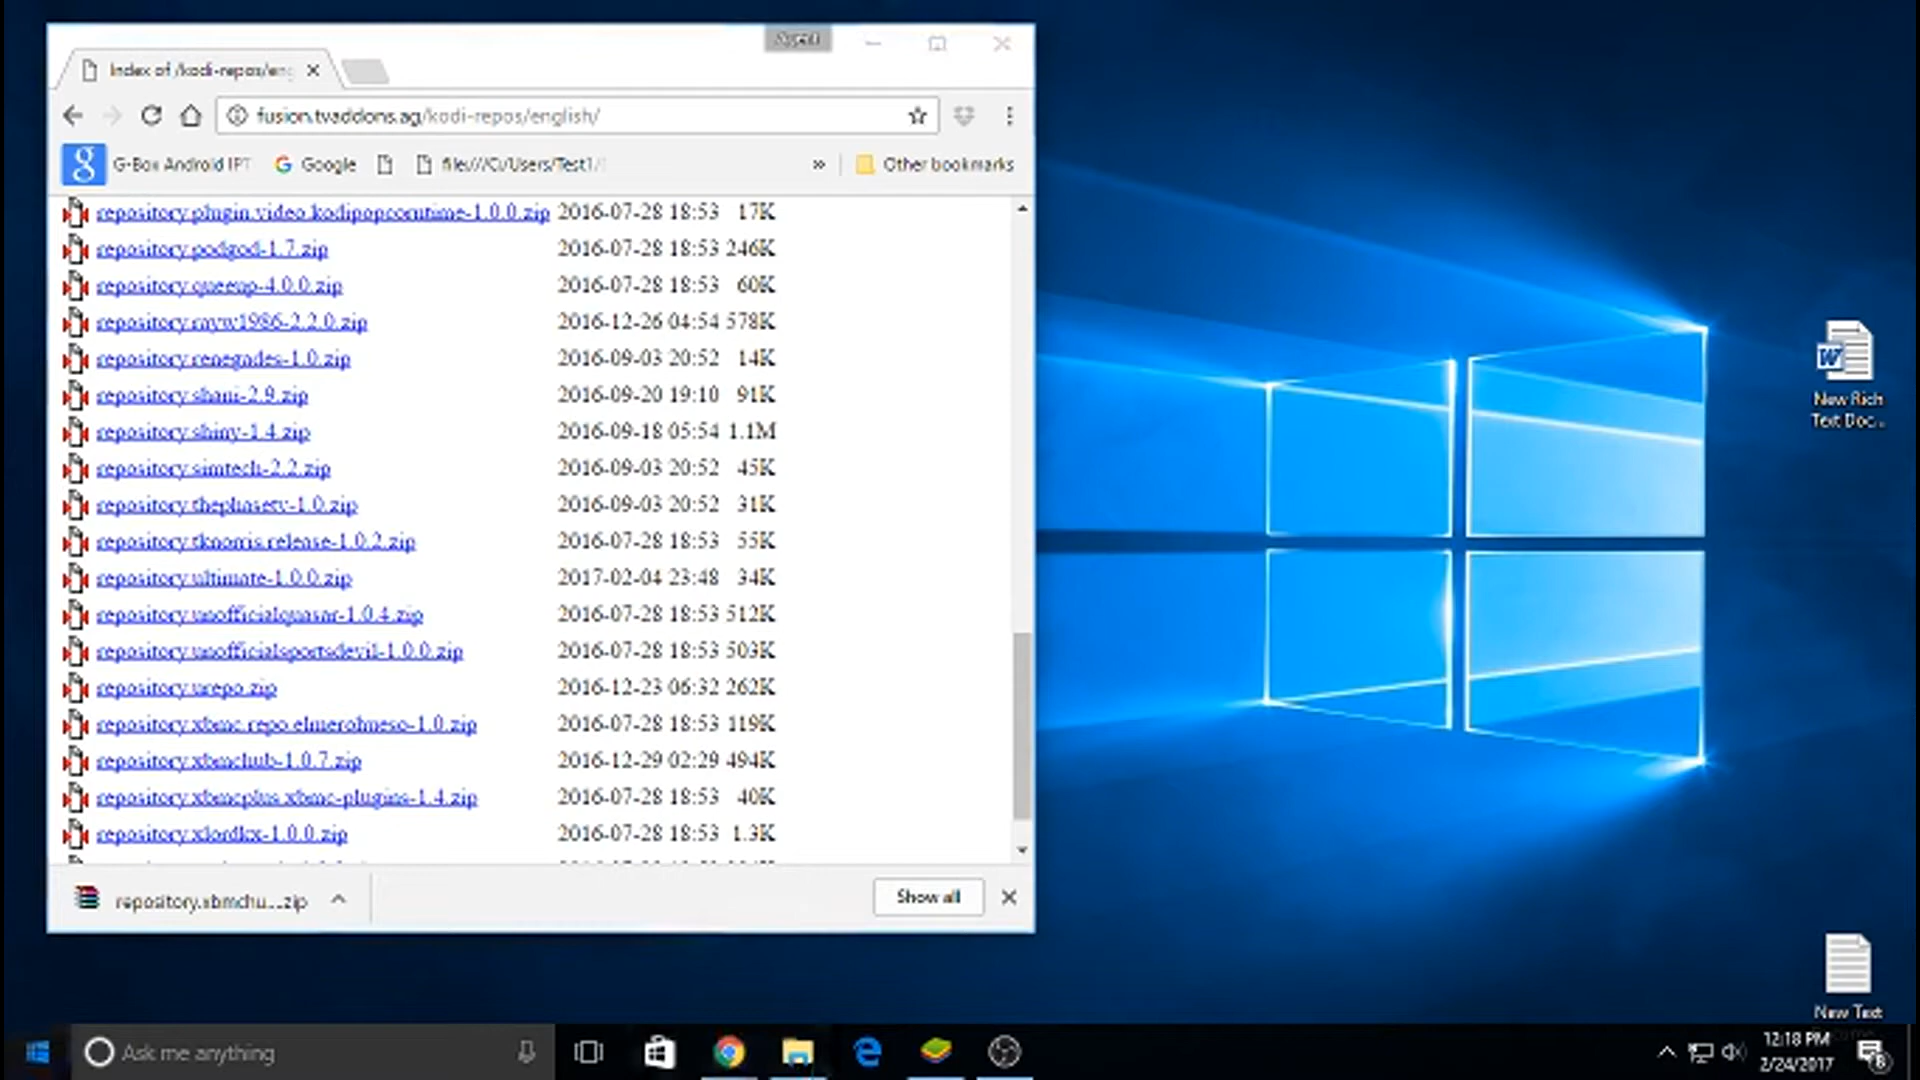 Agent
Index of /kodi-repos/eng
fusion.tvaddons.ag/kodi-repos/english/
G-Box Android IPT
Google
file:///C:/Users/Test1/
»
Other bookmarks
repository.plugin.video.kodipopcorntime-1.0.0.zip 2016-07-28 18:53 17K
repository.podgod-1.7.zip 2016-07-28 18:53 246K
repository.queeup-4.0.0.zip 2016-07-28 18:53 60K
repository.rayw1986-2.2.0.zip 2016-12-26 04:54 578K
repository.renegades-1.0.zip 2016-09-03 20:52 14K
repository.shani-2.9.zip 2016-09-20 19:10 91K
repository.shiny-1.4.zip 2016-09-18 05:54 1.1M
repository.simtech-2.2.zip 2016-09-03 20:52 45K
repository.thephasetv-1.0.zip 2016-09-03 20:52 31K
repository.tknorris.release-1.0.2.zip 2016-07-28 18:53 55K
repository.ultimate-1.0.0.zip 2017-02-04 23:48 34K
repository.unofficialquasar-1.0.4.zip 2016-07-28 18:53 512K
repository.unofficialsportsdevil-1.0.0.zip 2016-07-28 18:53 503K
repository.urepo.zip 2016-12-23 06:32 262K
repository.xbmc.repo.elmerohueso-1.0.zip 2016-07-28 18:53 119K
repository.xbmchub-1.0.7.zip 2016-12-29 02:29 494K
repository.xbmcplus.xbmc-plugins-1.4.zip 2016-07-28 18:53 40K
repository.xlordkx-1.0.0.zip 2016-07-28 18:53 1.3K
repository.xbmchu....zip
Show all
New Rich
Text Doc...
New Text
Ask me anything
12:18 PM
2/24/2017
8